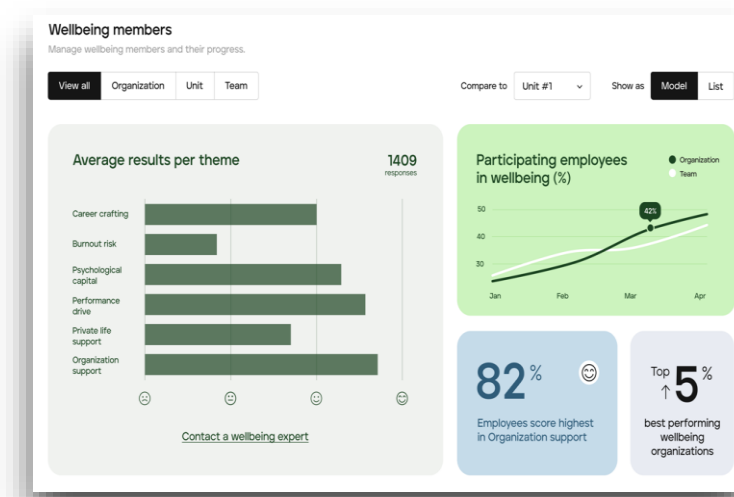 Wellbeing members
Manage wellbeing members and their progress.
View all Organization Unit Team
Compare to Unit #1 Show as Model List
Average results per theme
1409
responses
Career crafting
Burnout risk
Psychological
capital
Performance
drive
Private life
support
Organization
support
Contact a wellbeing expert
Participating employees
in wellbeing (%)
Organization
Team
42%
50
40
30
Jan Feb Mar Apr
82%
Employees score highest
in Organization support
Top
↑ 5%
best performing
wellbeing
organizations